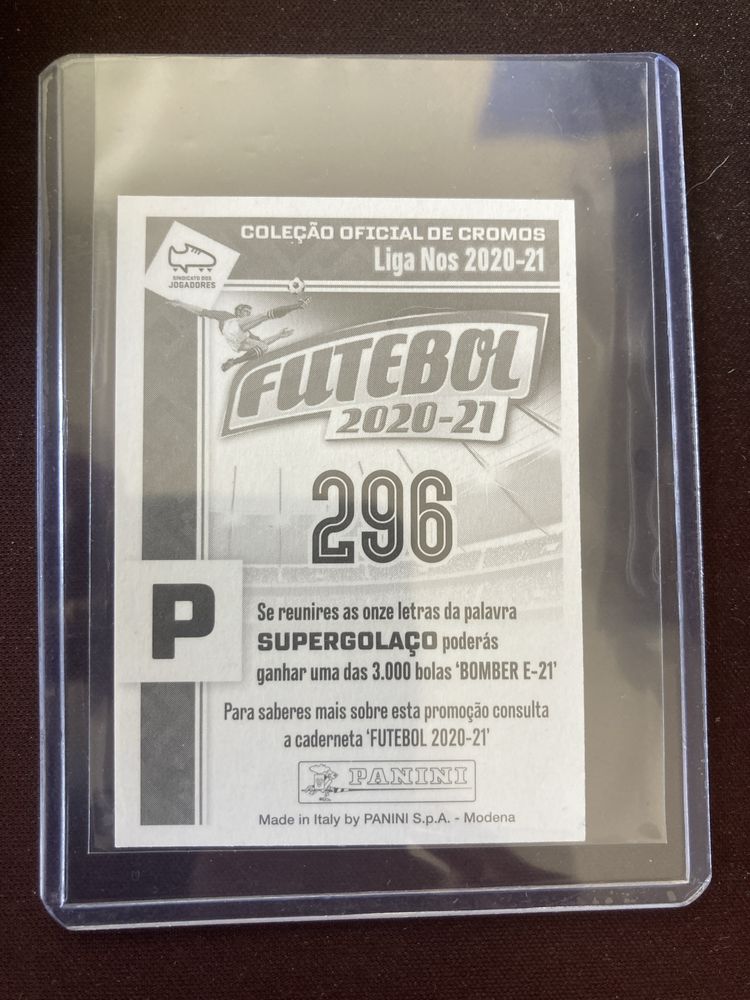 COLEÇÃO OFICIAL DE CROMOS
Liga Nos 2020-21
SINDICATO DOS
JOGADORES
FUTEBOL
2020-21
296
P
Se reunires as onze letras da palavra
SUPERGOLAÇO poderás
ganhar uma das 3.000 bolas ‘BOMBER E-21’
Para saberes mais sobre esta promoção consulta
a caderneta ‘FUTEBOL 2020-21’
PANINI
Made in Italy by PANINI S.p.A. - Modena